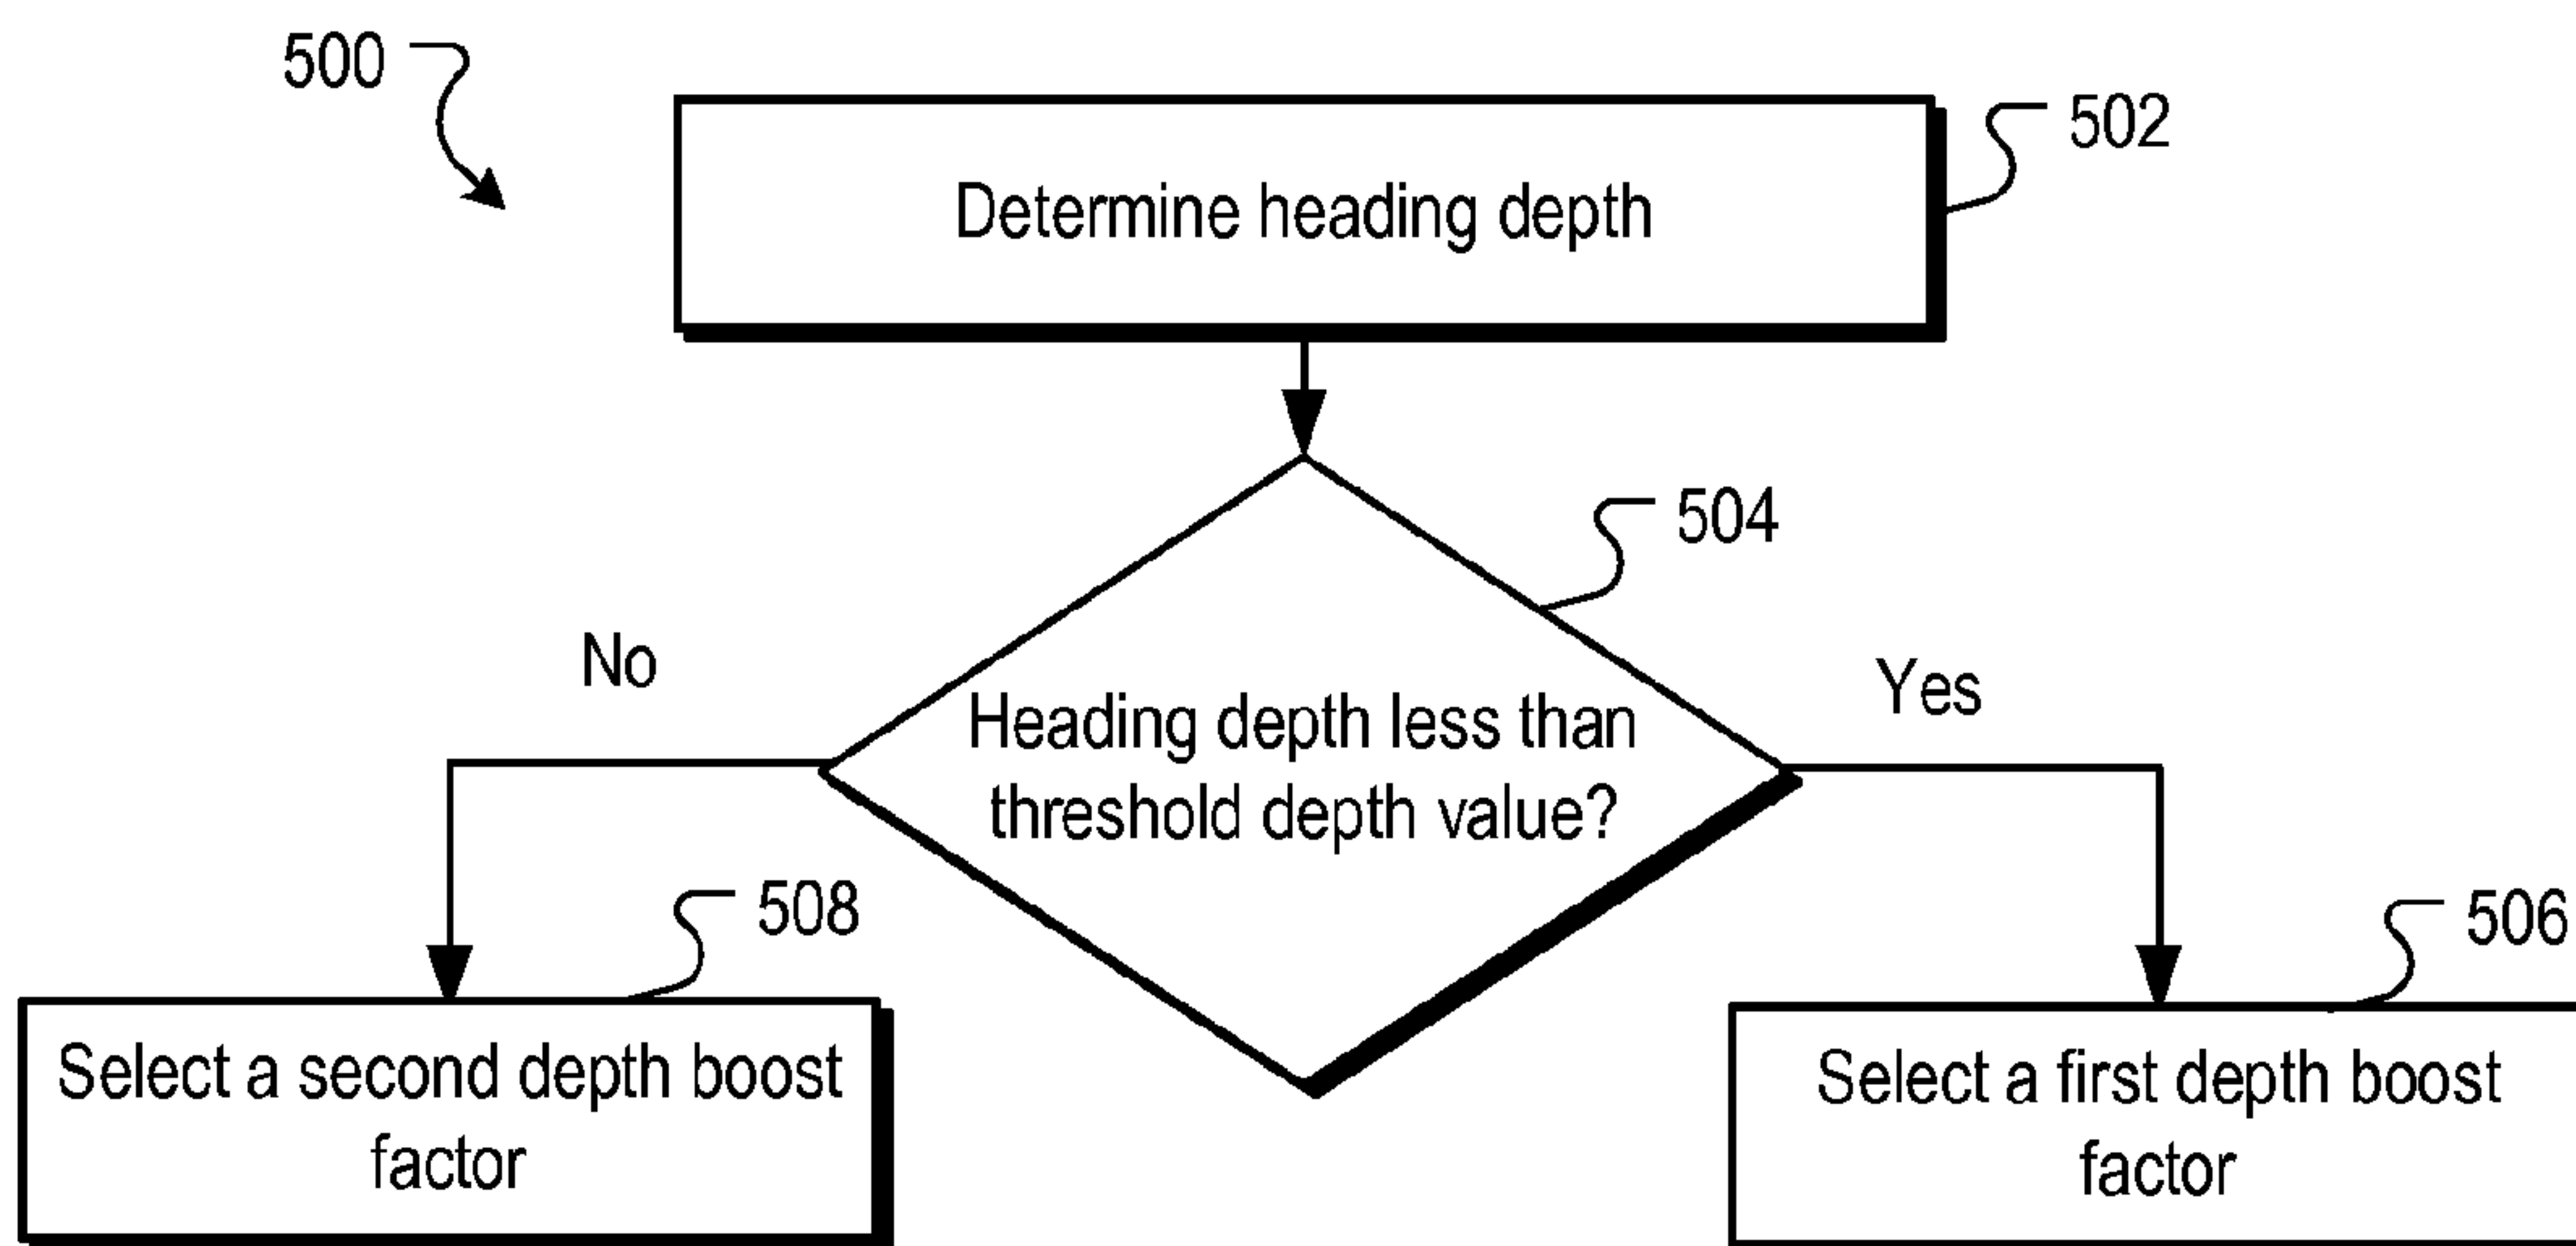 500
502
Determine heading depth
504
No
Yes
Heading depth less than
threshold depth value?
508
506
Select a second depth boost
factor
Select a first depth boost
factor